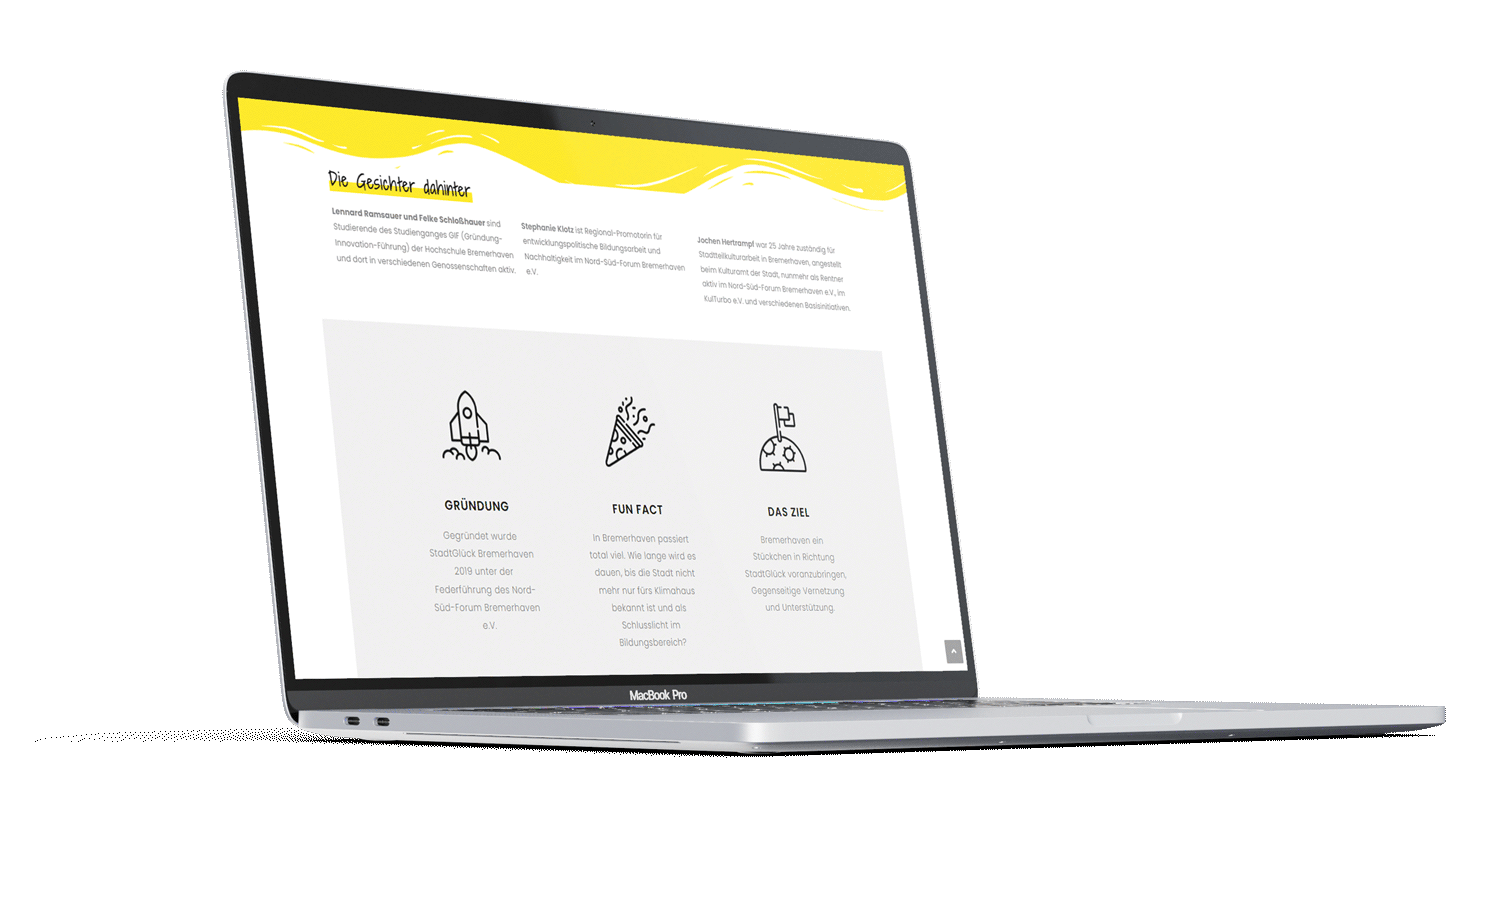 Die Gesichter dahinter
Lennard Ramsauer und Felke Schloßhauer sind
Studierende des Studienganges GIF (Gründung-
Innovation-Führung) der Hochschule Bremerhaven
und dort in verschiedenen Genossenschaften aktiv.
Stephanie Klotz ist Regional-Promotorin für
entwicklungspolitische Bildungsarbeit und
Nachhaltigkeit im Nord-Süd-Forum Bremerhaven
e.V.
Jochen Hertrampf war 25 Jahre zuständig für
Stadtteilkulturarbeit in Bremerhaven, angestellt
beim Kulturamt der Stadt, nunmehr als Rentner
aktiv im Nord-Süd-Forum Bremerhaven e.V., im
KulTurbo e.V. und verschiedenen Basisinitiativen.
GRÜNDUNG
Gegründet wurde
StadtGlück Bremerhaven
2019 unter der
Federführung des Nord-
Süd-Forum Bremerhaven
e.V.
FUN FACT
In Bremerhaven passiert
total viel. Wie lange wird es
dauen, bis die Stadt nicht
mehr nur fürs Klimahaus
bekannt ist und als
Schlusslicht im
Bildungsbereich?
DAS ZIEL
Bremerhaven ein
Stückchen in Richtung
StadtGlück voranzubringen,
Gegenseitige Vernetzung
und Unterstützung.
MacBook Pro